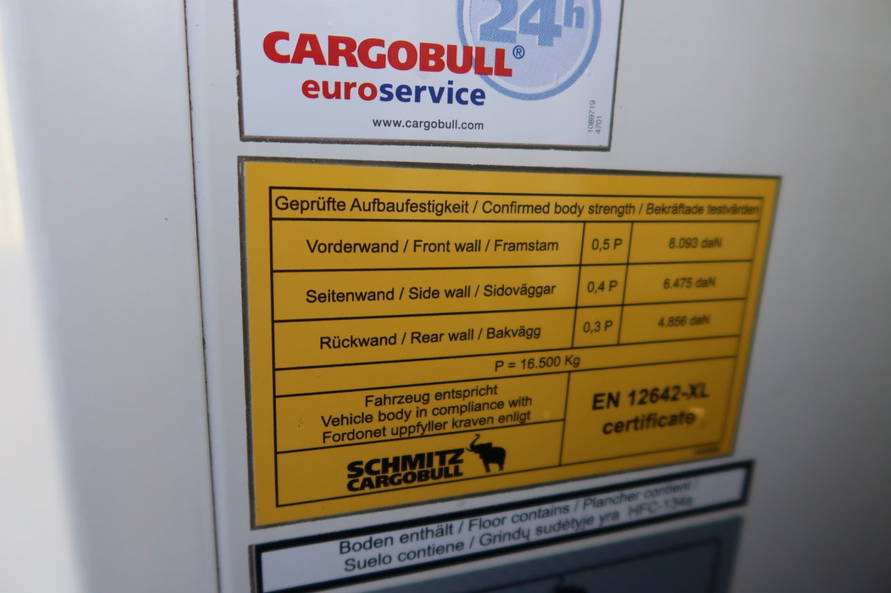 24h
CARGOBULL®
euroservice
www.cargobull.com
1089719
4701
Geprüfte Aufbaufestigkeit / Confirmed body strength / Bekräftade testvärden
Vorderwand / Front wall / Framstam 0,5 P 8.093 daN
Seitenwand / Side wall / Sidoväggar 0,4 P 6.475 daN
Rückwand / Rear wall / Bakvägg 0,3 P 4.856 daN
P = 16.500 Kg
Fahrzeug entspricht
Vehicle body in compliance with
Fordonet uppfyller kraven enligt
EN 12642-XL
certificate
SCHMITZ
CARGOBULL
Boden enthält / Floor contains / Plancher contient /
Suelo contiene / Grindų sudėtyje yra HFC-134a